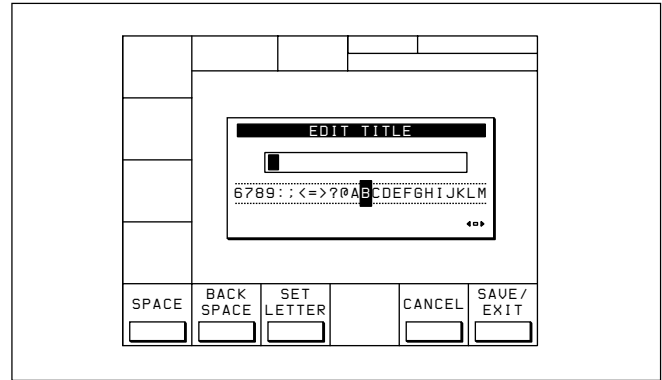 EDIT TITLE
6789:;<=>?@ABCDEFGHIJKLM
SPACE
BACK SPACE
SET LETTER
CANCEL
SAVE/ EXIT